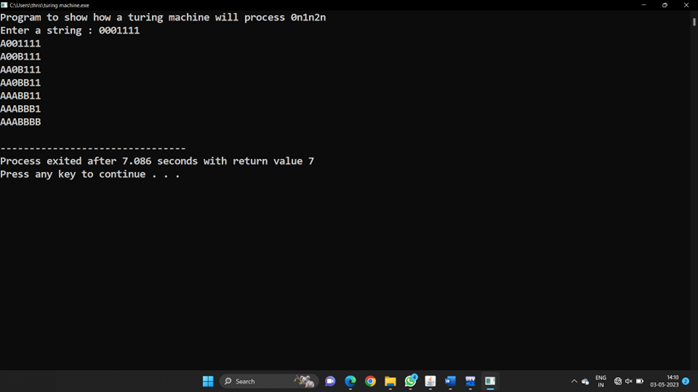 C:\Users\chris\turing machine.exe
Program to show how a turing machine will process 0n1n2n
Enter a string : 0001111
A001111
A00B111
AA0B111
AA0BB11
AAABB11
AAABBB1
AAABBBB
--------------------------------
Process exited after 7.086 seconds with return value 7
Press any key to continue . . .
Search
ENG
IN
14:10
03-05-2023